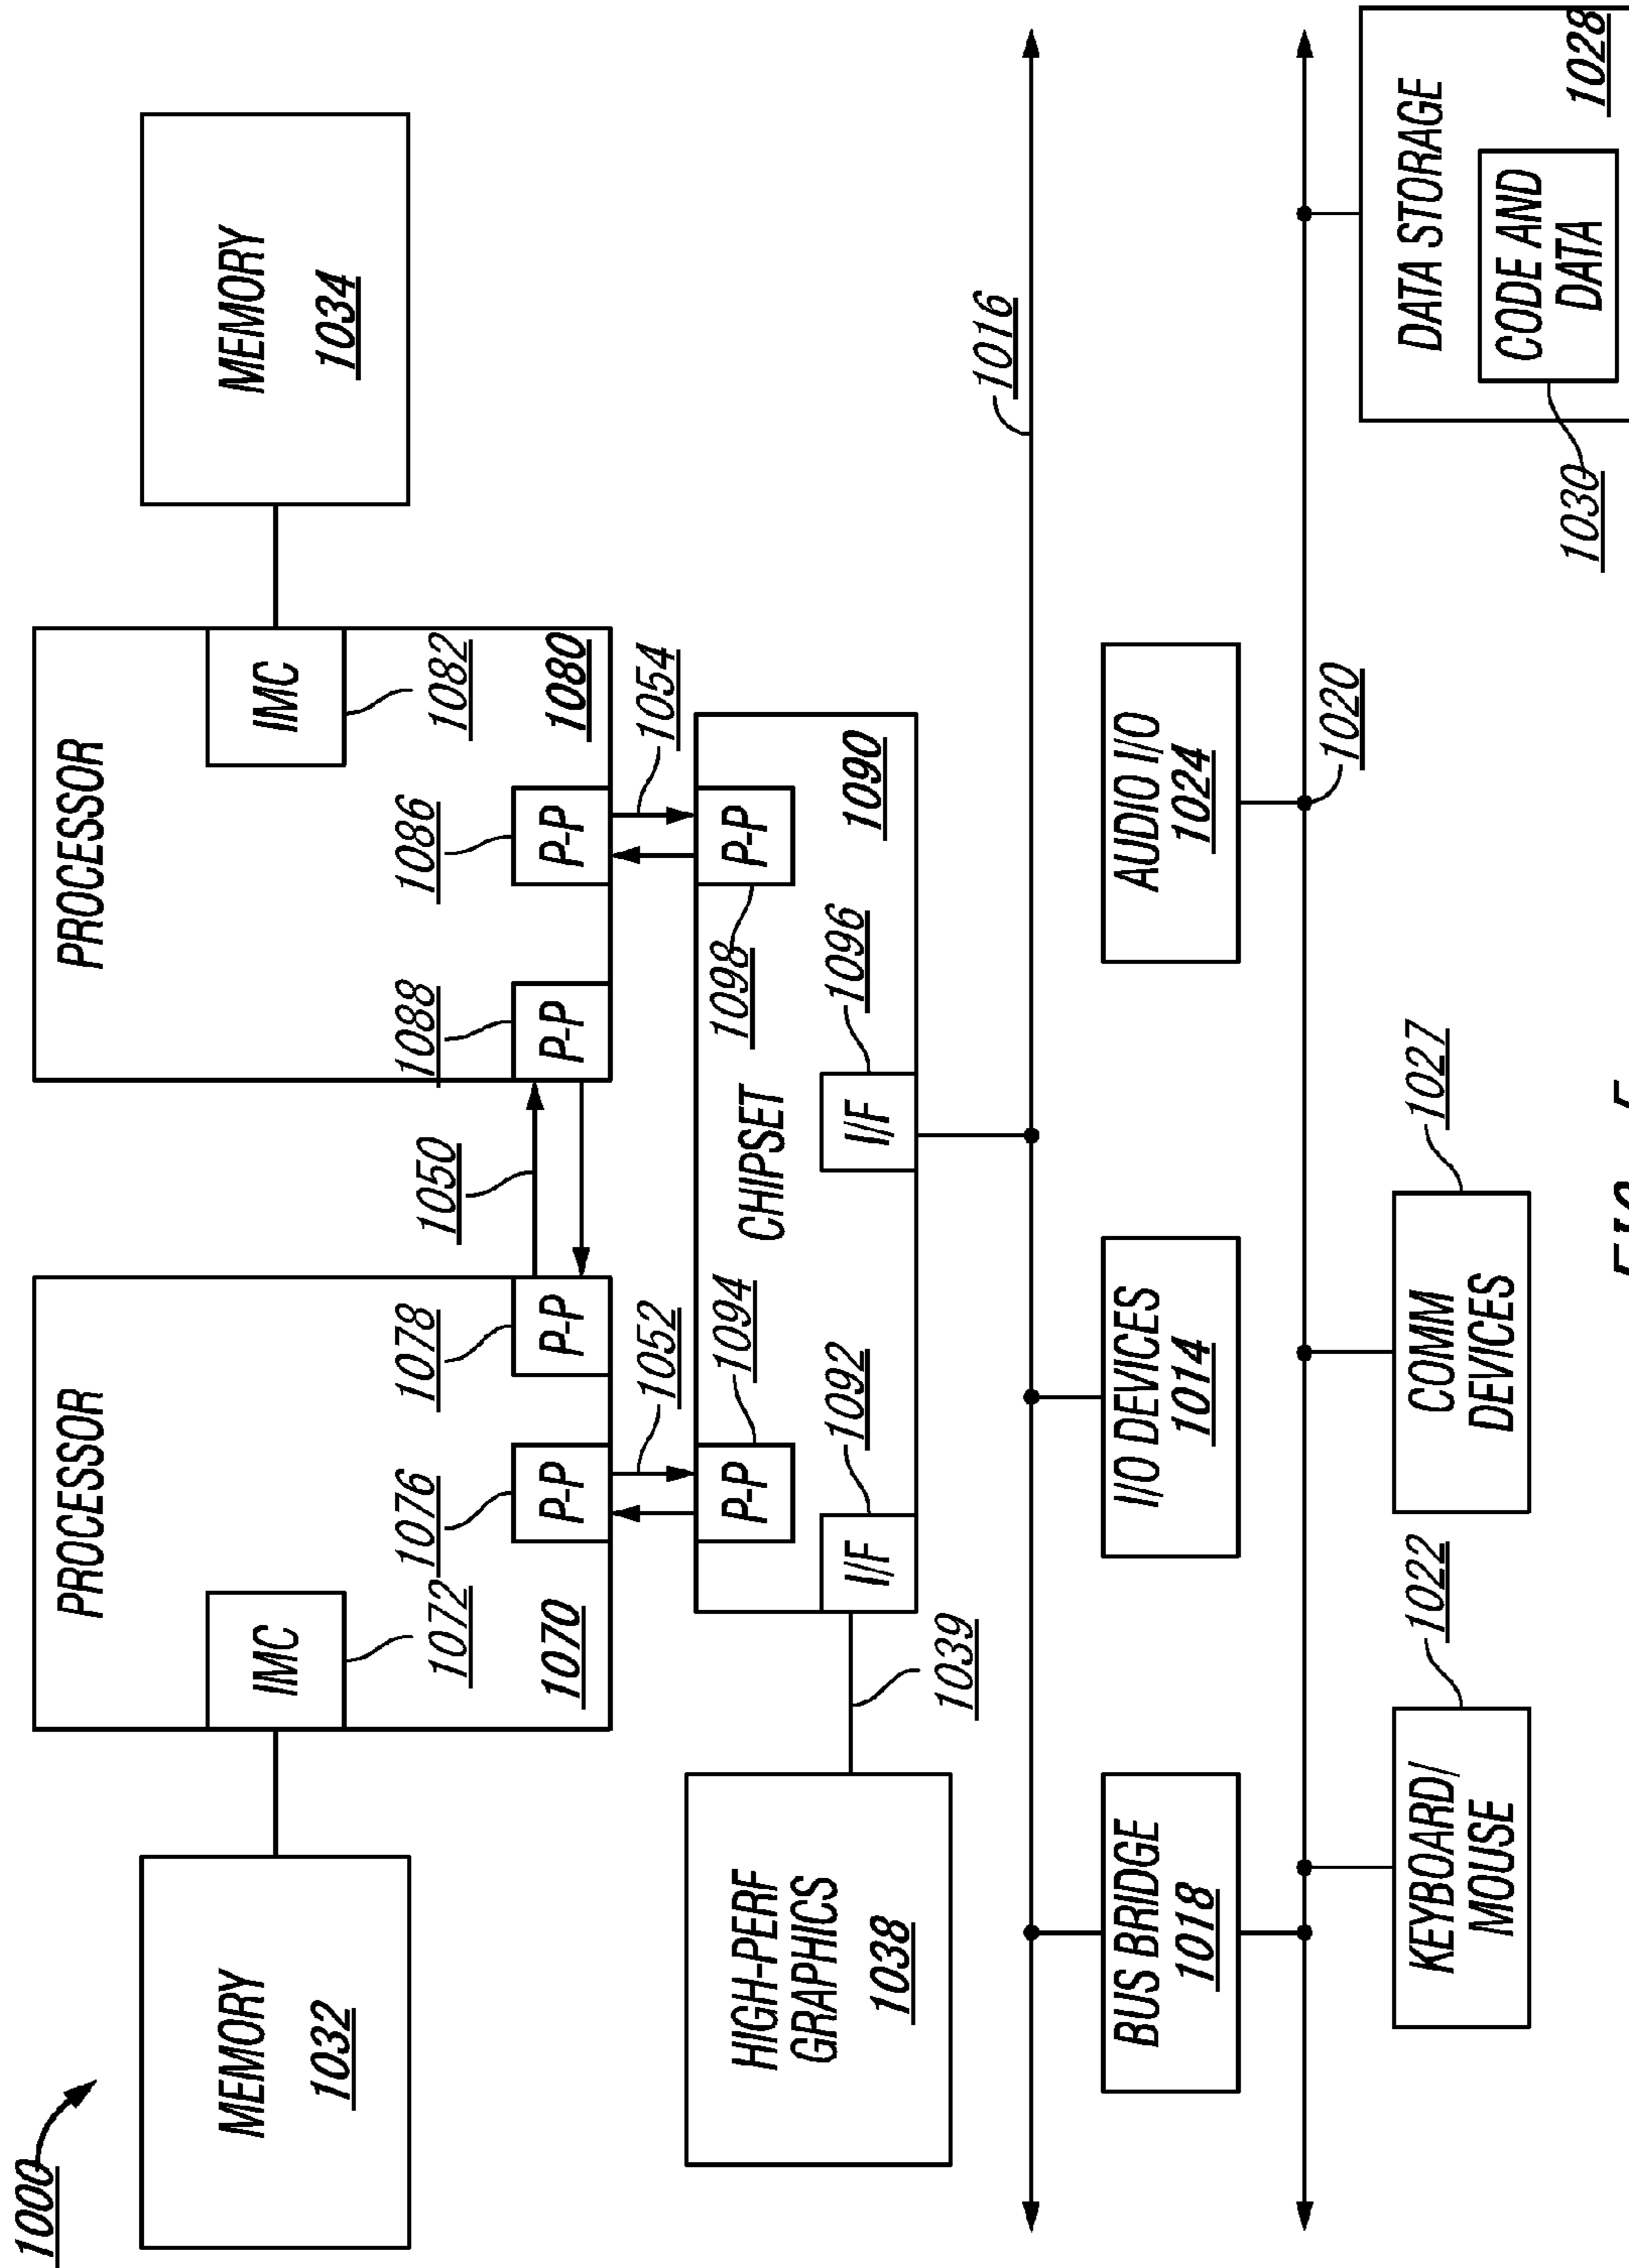 1000
PROCESSOR
PROCESSOR
MEMORY
1032
IMC
1072
1076
1078
1050
1088
1086
IMC
1082
MEMORY
1034
1070
P-P
P-P
P-P
P-P
1080
1052
1054
HIGH-PERF
GRAPHICS
1038
P-P
1094
CHIPSET
1098
P-P
I/F
1092
I/F
1096
1090
1039
1016
BUS BRIDGE
1018
I/O DEVICES
1014
AUDIO I/O
1024
1020
KEYBOARD/
MOUSE
1022
COMM
DEVICES
1027
DATA STORAGE
CODE AND
DATA
1030
1028